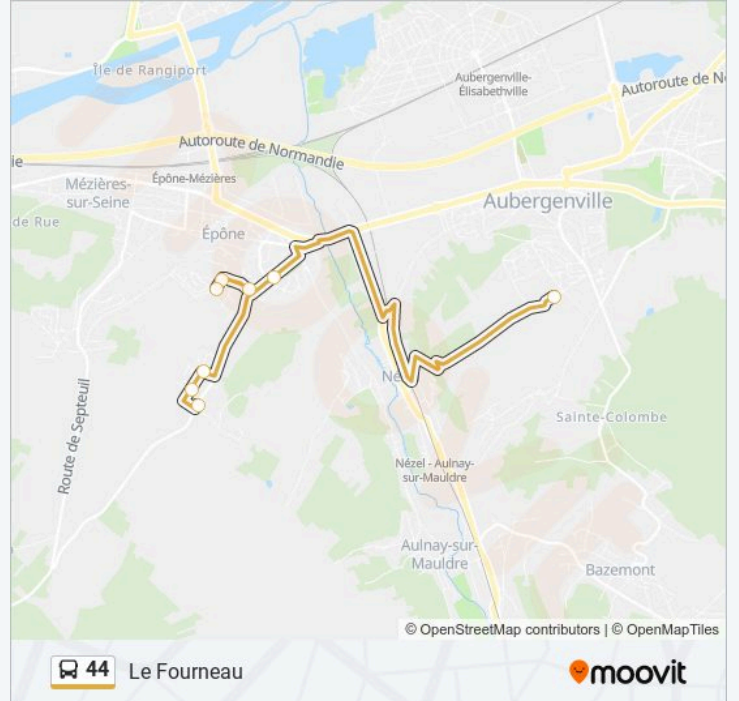 Île de Rangiport
Aubergenville-
Élisabethville
Autoroute de No
Autoroute de Normandie
ie
Épône-Mézières
Mézières-
sur-Seine
Aubergenville
de Rue
Épône
Route de Septeuil
Sainte-Colombe
Nézel - Aulnay-
sur-Mauldre
Aulnay-sur-
Mauldre
Bazemont
© OpenStreetMap contributors | © OpenMapTiles
44 Le Fourneau
moovit